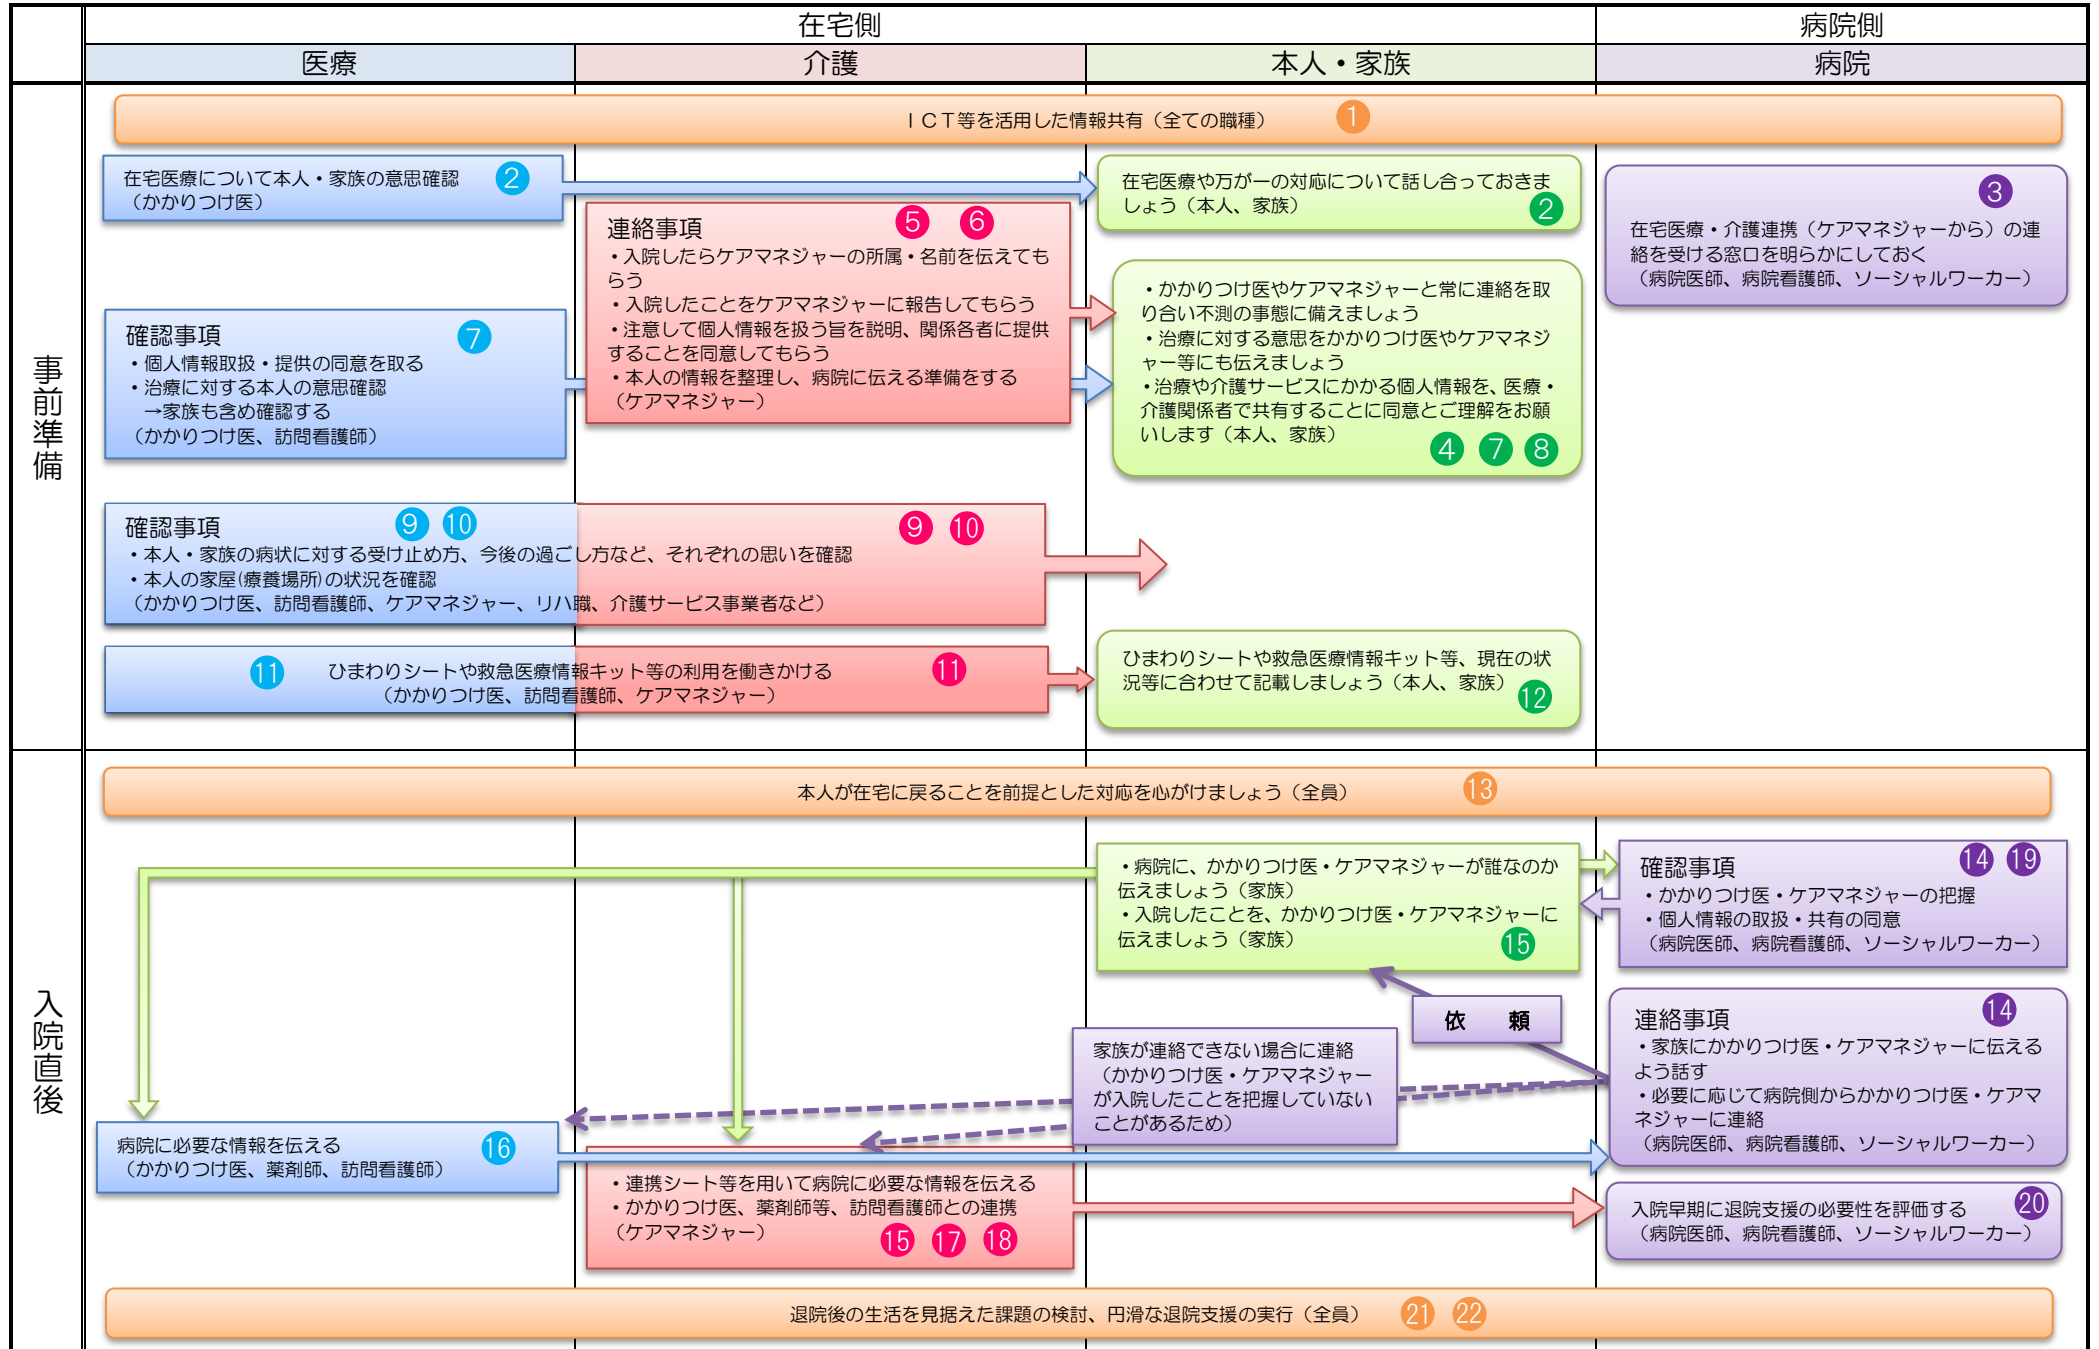 在宅側
病院側
医療
介護
本人・家族
病院
事前準備
ＩＣＴ等を活用した情報共有（全ての職種） 1
在宅医療について本人・家族の意思確認 2
（かかりつけ医）
在宅医療や万が一の対応について話し合っておきま
しょう（本人、家族） 2
3
在宅医療・介護連携（ケアマネジャーから）の連
絡を受ける窓口を明らかにしておく
（病院医師、病院看護師、ソーシャルワーカー）
連絡事項 5 6
・入院したらケアマネジャーの所属・名前を伝えても
らう
・入院したことをケアマネジャーに報告してもらう
・注意して個人情報を扱う旨を説明、関係各者に提供
することを同意してもらう
・本人の情報を整理し、病院に伝える準備をする
（ケアマネジャー）
確認事項 7
・個人情報取扱・提供の同意を取る
・治療に対する本人の意思確認
→家族も含め確認する
（かかりつけ医、訪問看護師）
・かかりつけ医やケアマネジャーと常に連絡を取
り合い不測の事態に備えましょう
・治療に対する意思をかかりつけ医やケアマネジ
ャー等にも伝えましょう
・治療や介護サービスにかかる個人情報を、医療・
介護関係者で共有することに同意とご理解をお願
いします（本人、家族）
4 7 8
確認事項 9 10 9 10
・本人・家族の病状に対する受け止め方、今後の過ごし方など、それぞれの思いを確認
・本人の家屋(療養場所)の状況を確認
（かかりつけ医、訪問看護師、ケアマネジャー、リハ職、介護サービス事業者など）
11 ひまわりシートや救急医療情報キット等の利用を働きかける 11
（かかりつけ医、訪問看護師、ケアマネジャー）
ひまわりシートや救急医療情報キット等、現在の状
況等に合わせて記載しましょう（本人、家族） 12
入院直後
本人が在宅に戻ることを前提とした対応を心がけましょう（全員） 13
・病院に、かかりつけ医・ケアマネジャーが誰なのか
伝えましょう（家族）
・入院したことを、かかりつけ医・ケアマネジャーに
伝えましょう（家族） 15
確認事項 14 19
・かかりつけ医・ケアマネジャーの把握
・個人情報の取扱・共有の同意
（病院医師、病院看護師、ソーシャルワーカー）
依　頼
連絡事項 14
・家族にかかりつけ医・ケアマネジャーに伝える
よう話す
・必要に応じて病院側からかかりつけ医・ケアマ
ネジャーに連絡
（病院医師、病院看護師、ソーシャルワーカー）
家族が連絡できない場合に連絡
（かかりつけ医・ケアマネジャー
が入院したことを把握していない
ことがあるため）
病院に必要な情報を伝える 16
（かかりつけ医、薬剤師、訪問看護師）
・連携シート等を用いて病院に必要な情報を伝える
・かかりつけ医、薬剤師等、訪問看護師との連携
（ケアマネジャー） 15 17 18
入院早期に退院支援の必要性を評価する 20
（病院医師、病院看護師、ソーシャルワーカー）
退院後の生活を見据えた課題の検討、円滑な退院支援の実行（全員） 21 22